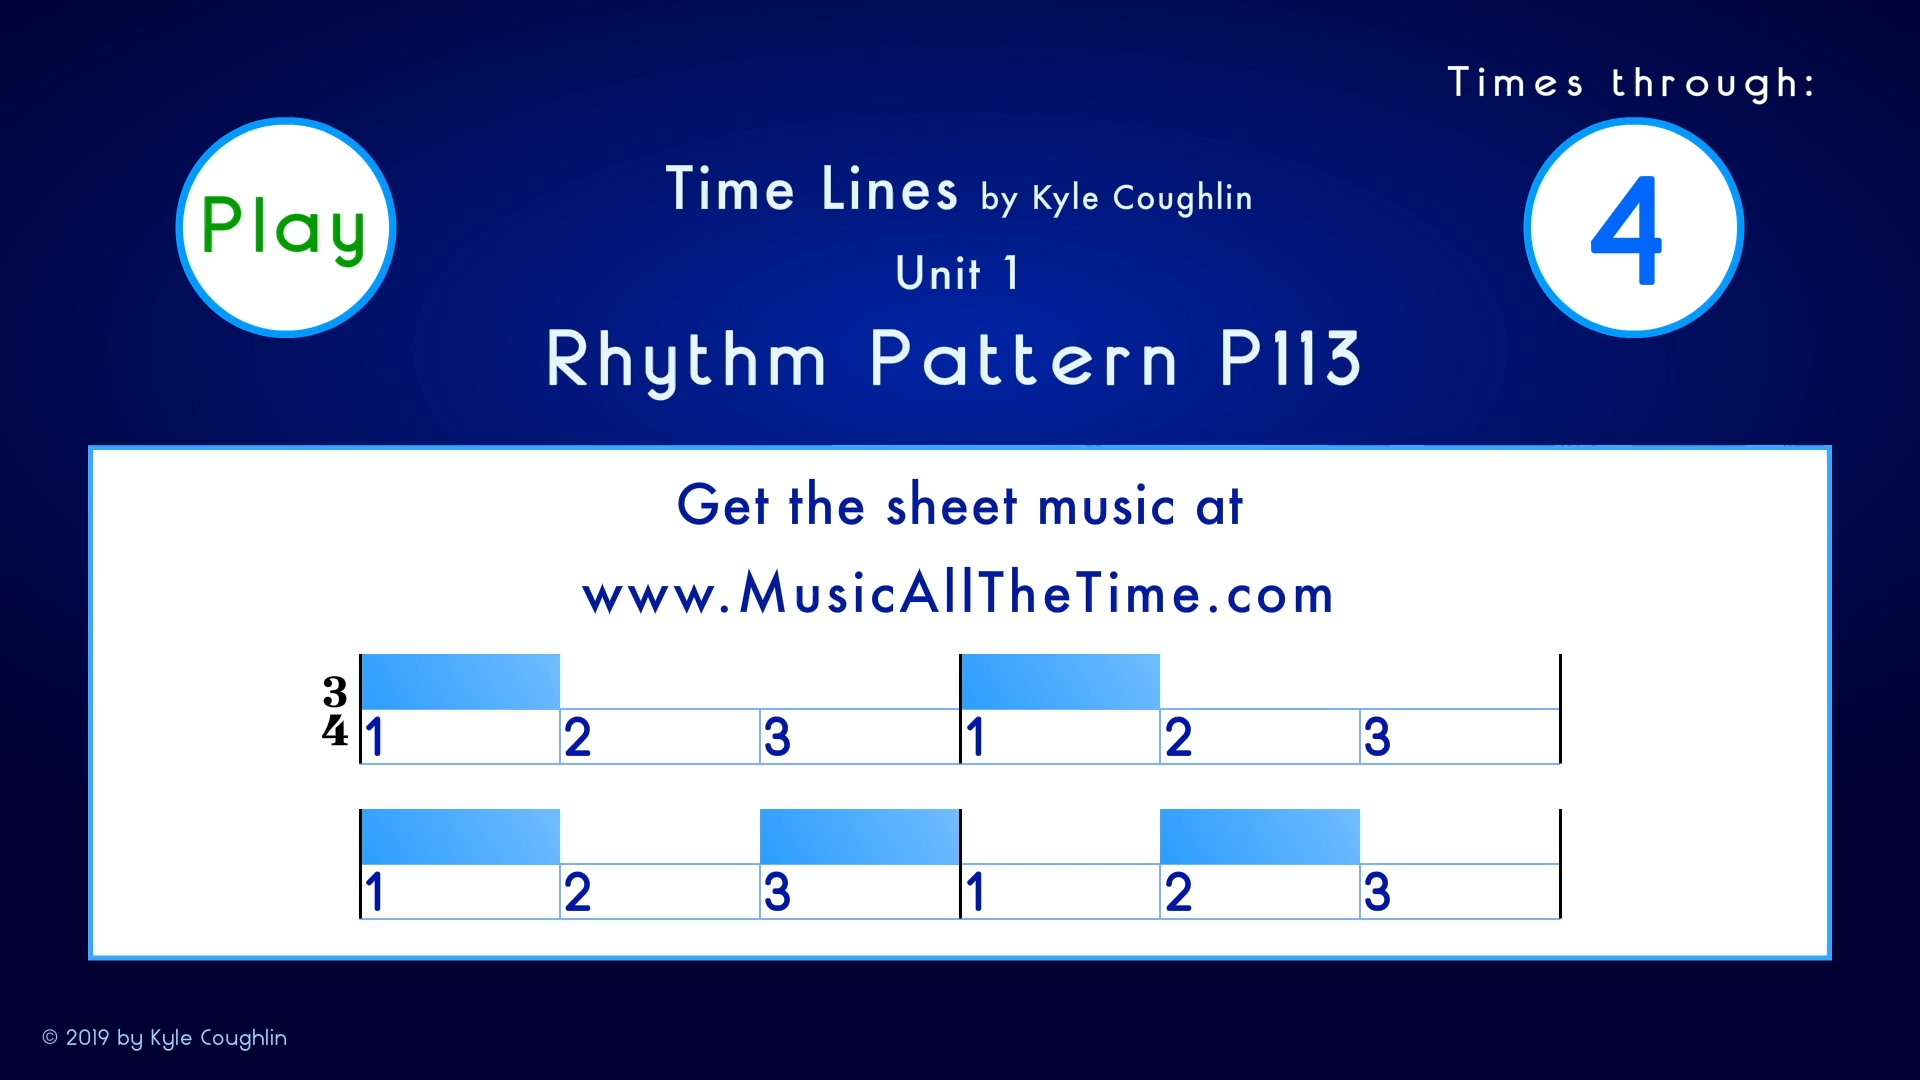 Times through:
Play
4
Time Lines by Kyle Coughlin
Unit 1
Rhythm Pattern P113
Get the sheet music at
www.MusicAllTheTime.com
3
4
1 2 3 1 2 3
1 2 3 1 2 3
© 2019 by Kyle Coughlin